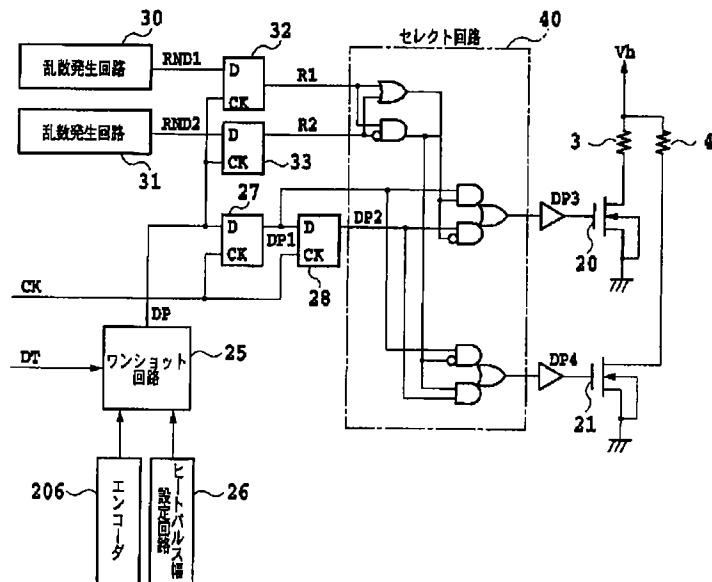 30
32
セレクト回路
40
乱数発生回路
RND1
D
CK
R1
Vh
乱数発生回路
RND2
D
CK
R2
31
33
3
4
27
D
CK
DP1
D
CK
DP2
28
DP3
20
CK
DP
DT
ワンショット
回路
25
DP4
21
206
エンコーダ
ヒートパルス幅
設定回路
26